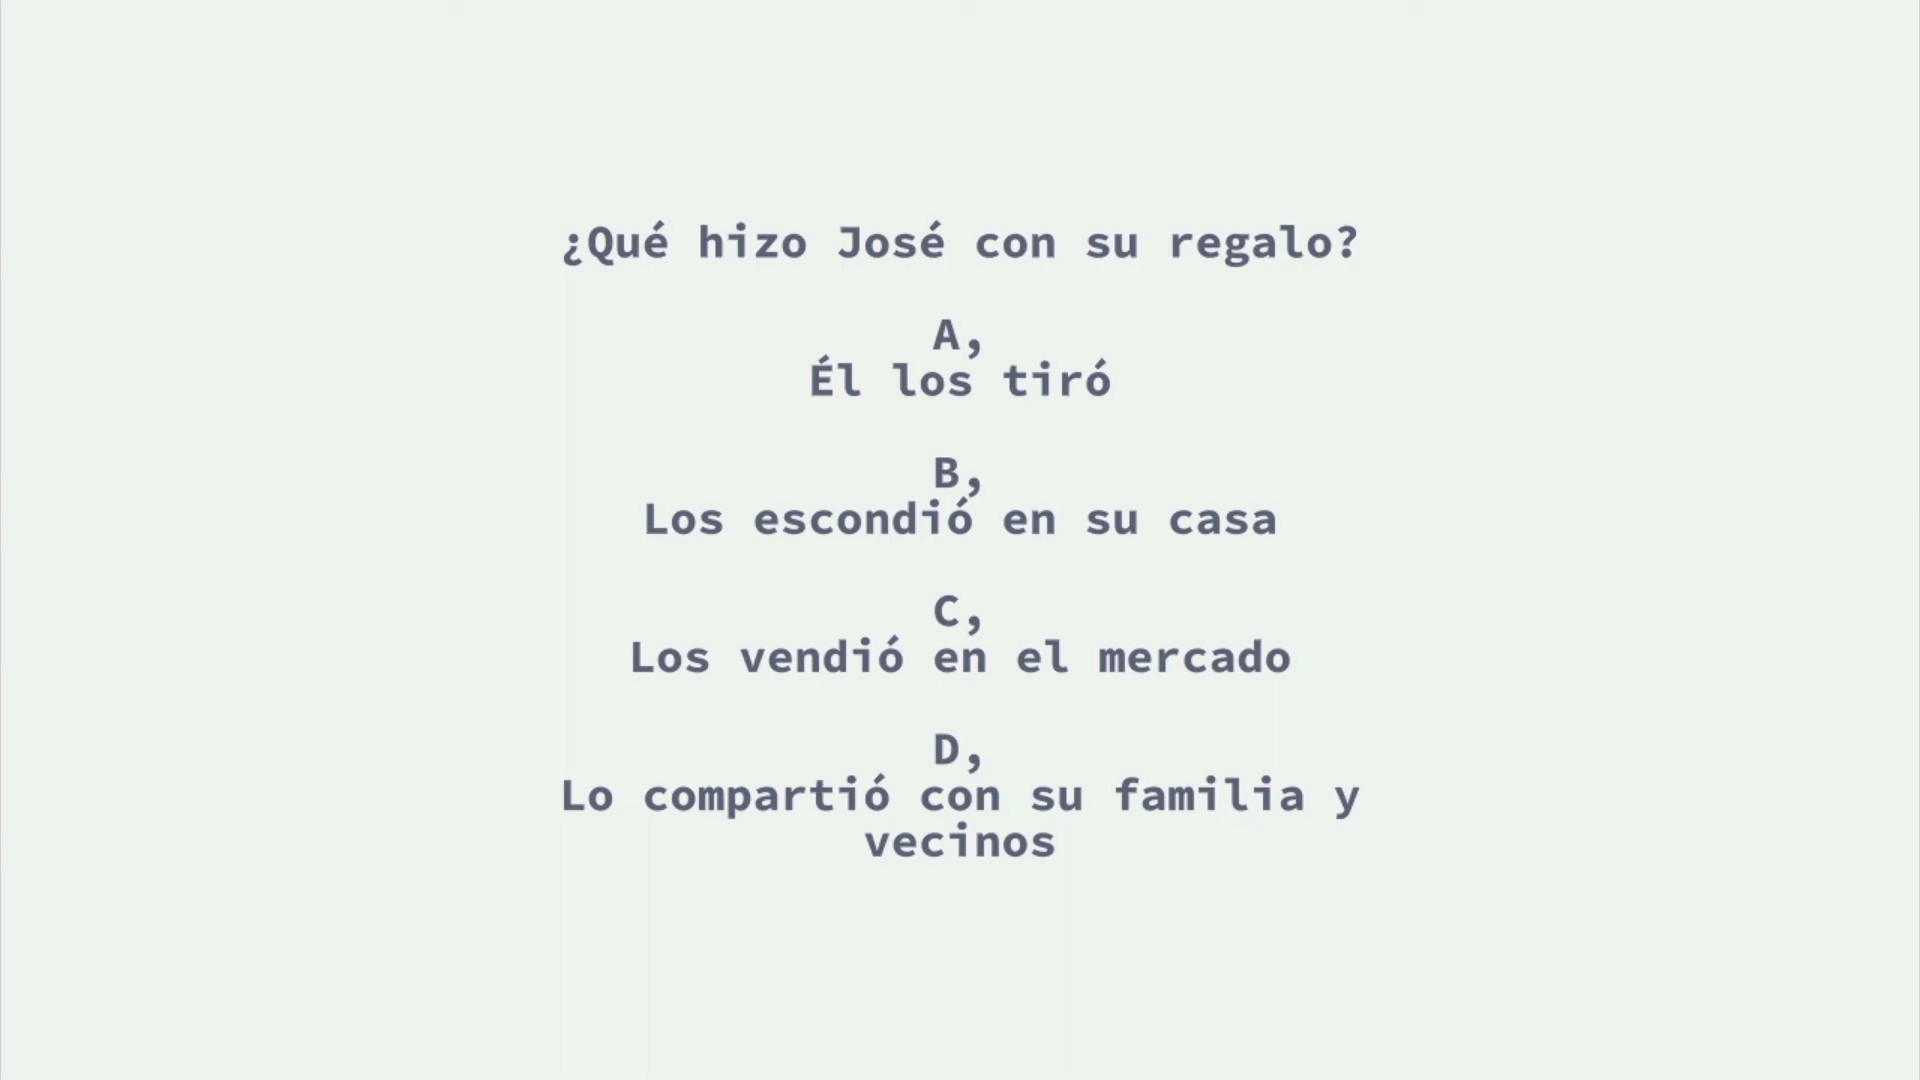 ¿Qué hizo José con su regalo?
A,
Él los tiró
B,
Los escondió en su casa
C,
Los vendió en el mercado
D,
Lo compartió con su familia y
vecinos